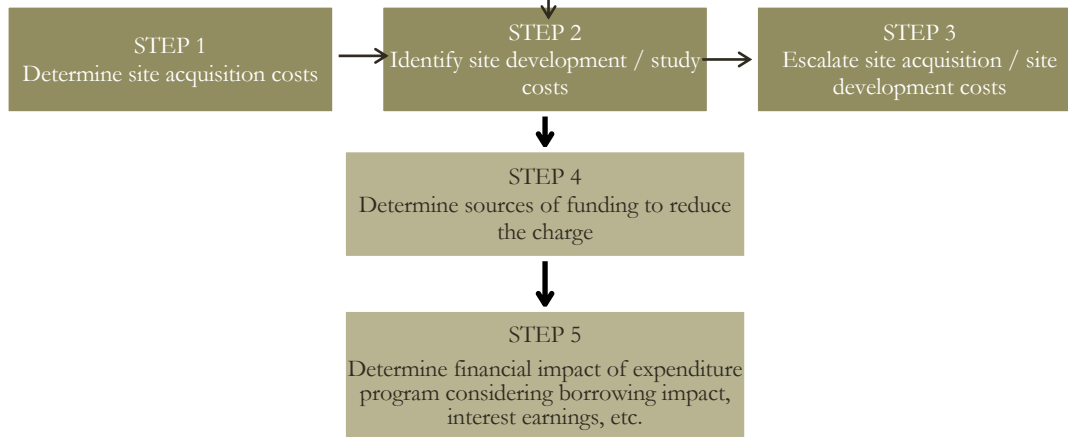 STEP 1
Determine site acquisition costs
STEP 2
Identify site development / study
costs
STEP 3
Escalate site acquisition / site
development costs
STEP 4
Determine sources of funding to reduce
the charge
STEP 5
Determine financial impact of expenditure
program considering borrowing impact,
interest earnings, etc.